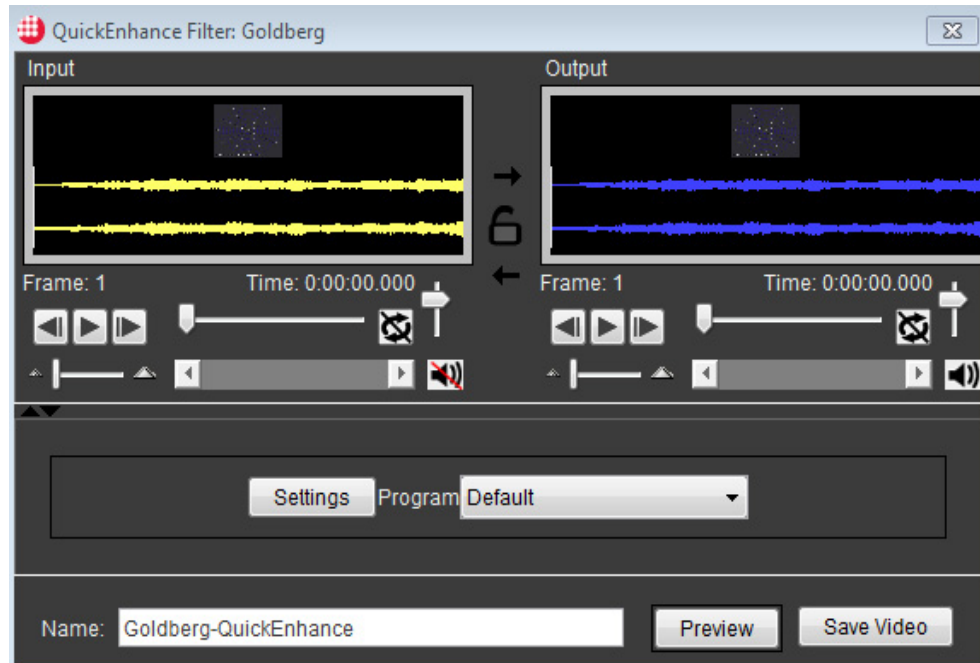 QuickEnhance Filter: Goldberg
Input
Output
Frame: 1
Time: 0:00:00.000
Frame: 1
Time: 0:00:00.000
Settings
Program
Default
Name:
Goldberg-QuickEnhance
Preview
Save Video